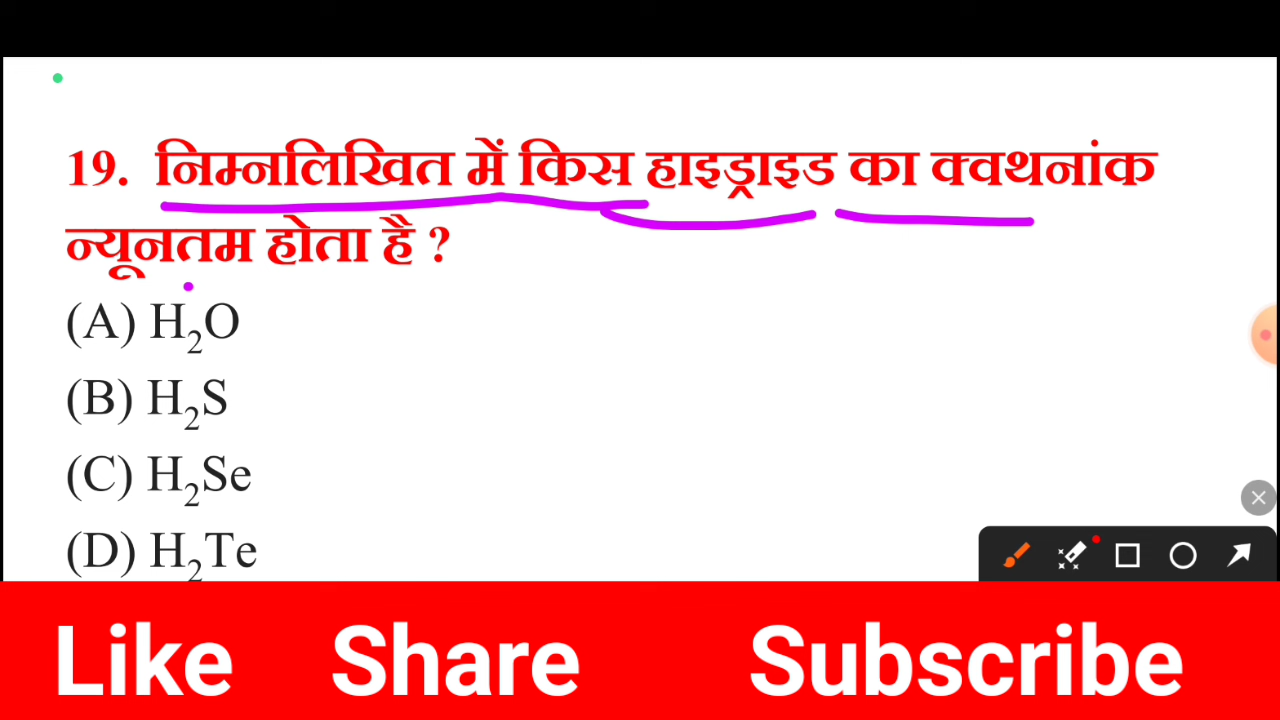 19. निम्नलिखित में किस हाइड्राइड का क्वथनांक
न्यूनतम होता है ?
(A) H₂O
(B) H₂S
(C) H₂Se
(D) H₂Te
Like Share Subscribe